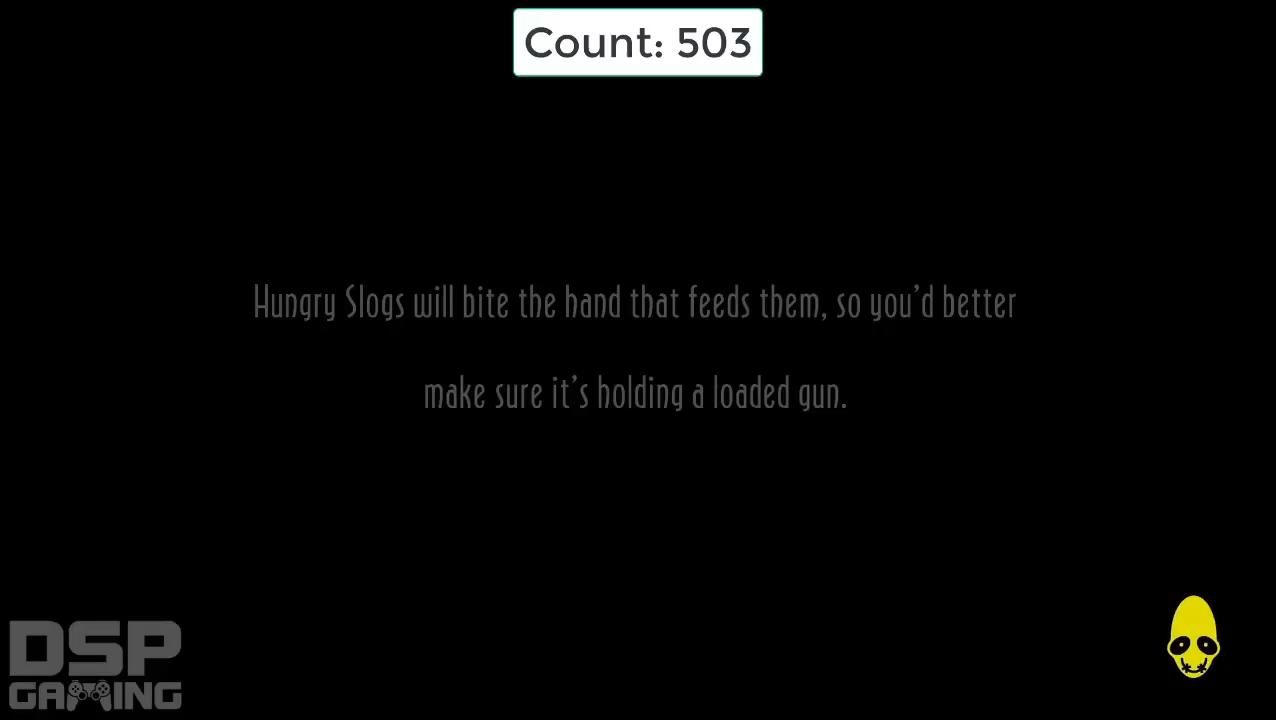 Count: 503
Hungry Slogs will bite the hand that feeds them, so you’d better
make sure it’s holding a loaded gun.
DSP
GAMING